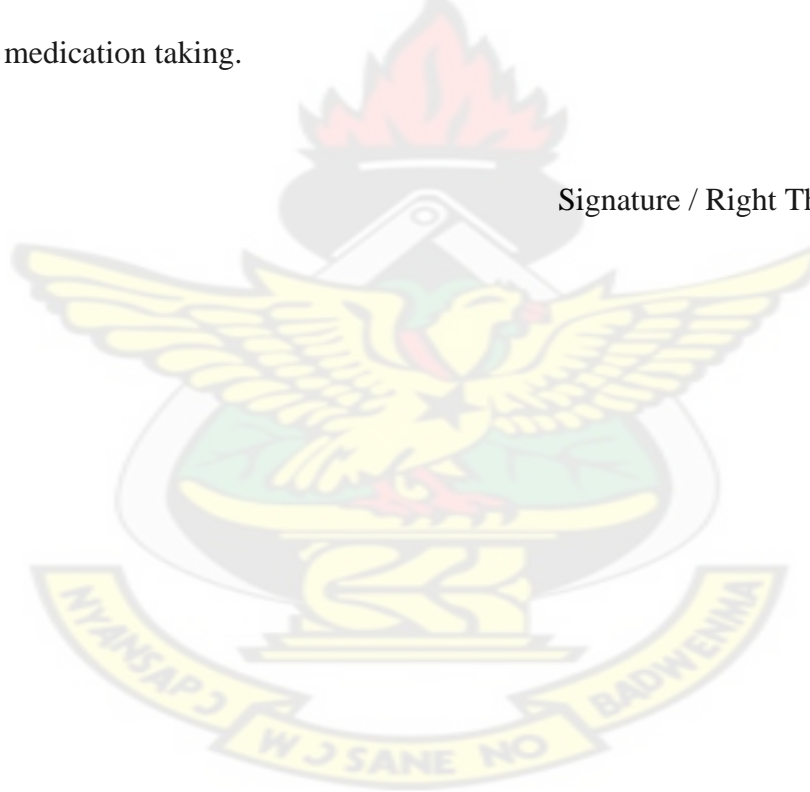 medication taking.
Signature / Right Th
NYANSAPƆ
WƆSANE NO
BADWENMA